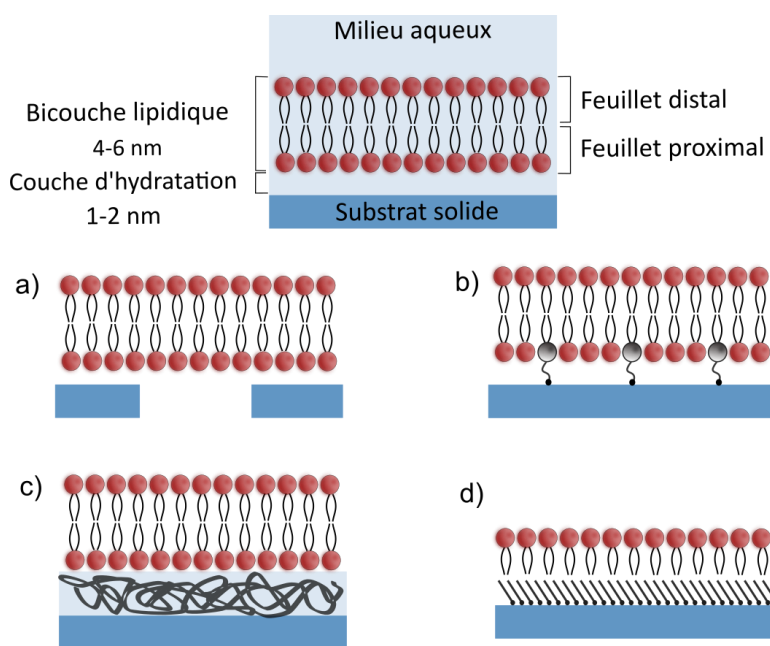 Milieu aqueux
Bicouche lipidique
4-6 nm
Couche d'hydratation
1-2 nm
Feuillet distal
Feuillet proximal
Substrat solide
a)
b)
c)
d)